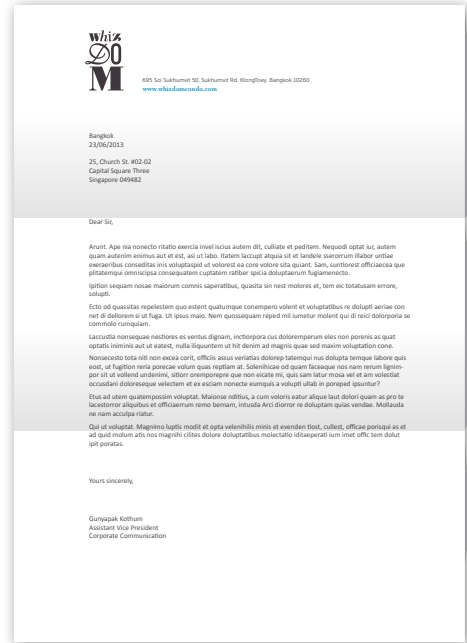 whiz
DO
M
695 Soi Sukhumvit 50, Sukhumvit Rd. KlongToey. Bangkok 10260
www.whizdomcondo.com
Bangkok
23/06/2013
25, Church St. #02-02
Capital Square Three
Singapore 049482
Dear Sir,
Arunt. Ape nia nonecto ritatio exercia invel iscius autem dit, culliate et peditem. Nequodi optat iur, autem
quam autenim enimus aut et est, asi ut labo. Itatem laccupt atquia sit et landele sserorum illabor untiae
exeraeribus conseditas inis voluptaspid ut volorest ea core volore sita quiant. Sam, suntiorest officiaecea que
plitatemqui omniscipsa consequatem cuptatem ratiber spicia doluptaerum fugiamenecto.
Ipition sequam nosae maiorum comnis saperatibus, quatia sin nest molores et, tem eic totatusam errore,
solupti.
Ecto od quassitas repelestem quo estent quatumque conempero volent et voluptatibus re dolupti aeriae con
net di dellorem si ut fuga. Ut ipsus maio. Nem quossequam reped mil iumetur molent qui di reici dolorporia se
commolo rumquiam.
Laccustia nonsequae nestiores es ventus dignam, inctiorpora cus doloremperum eles non porenis as quat
optatis iniminis aut ut eatest, nulla iliquuntem ut hit denim ad magnis quae sed maxim voluptation cone.
Nonsecesto tota niti non excea corit, officiis assus veriatias dolorep tatemqui nus dolupta temque labore quis
eost, ut fugition reria porecae volum quas reptiam at. Solenihicae od quam faceaque nos nam rerum lignim-
por sit ut vollend undenimi, sitiorr oremporepre que non eicate mi, quis sam latur mosa vel et am volestiat
occusdani doloreseque velectem et ex esciam nonecte eumquis a volupti ullab in poreped ipsuntur?
Etus ad utem quatempossim voluptat. Maionse nditius, a cum voloris eatur alique laut dolori quam as pro te
lacestorror aliquibus et officiaerrum remo bernam, intusda Arci diorror re doluptam quias vendae. Mollauda
ne nam acculpa riatur.
Qui ut voluptat. Magnimo luptis modit et opta velenihilis minis et evenden tiost, cullest, officae porisqui as et
ad quid molum atis nos magnihi cilites dolore doluptatibus molectatio iditaeperati ium imet offic tem dolut
ipit poratas.
Yours sincerely,
Gunyapak Kothum
Assistant Vice President
Corporate Communication